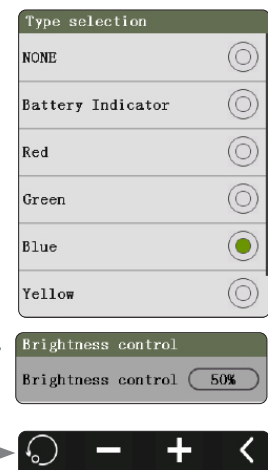 Type selection
NONE
Battery Indicator
Red
Green
Blue
Yellow
Brightness control
Brightness control 50%